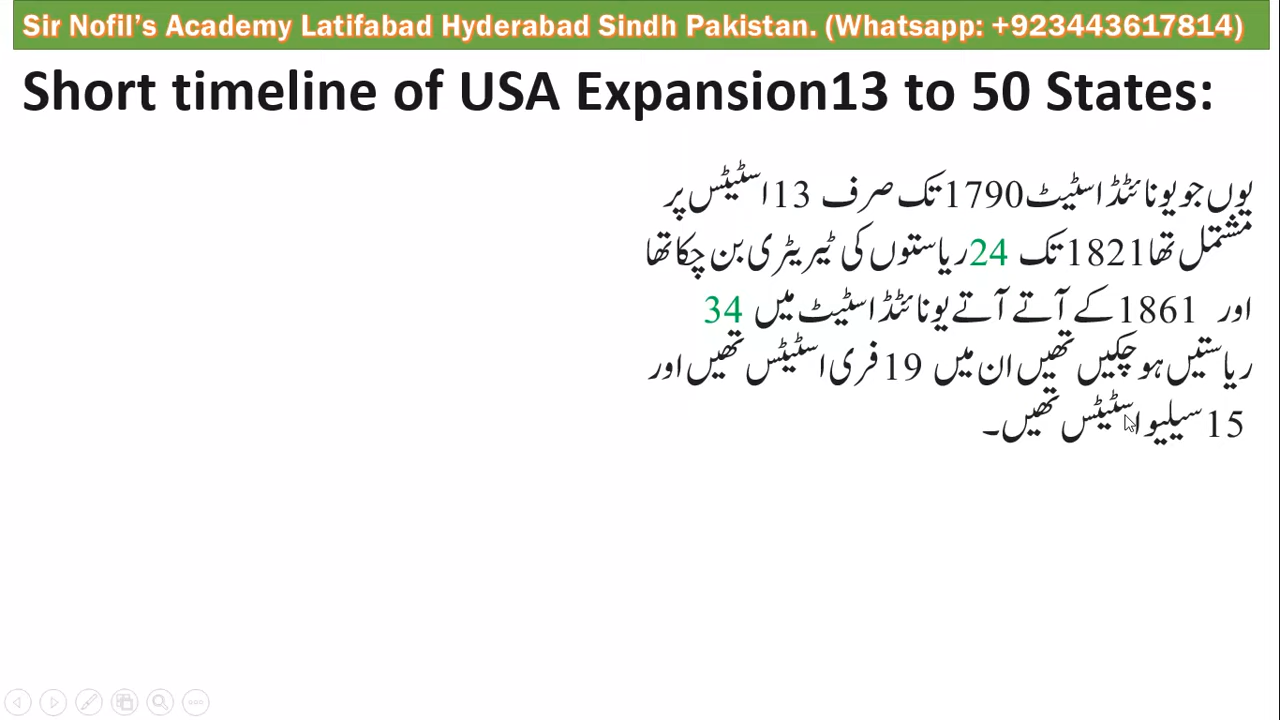 Sir Nofil’s Academy Latifabad Hyderabad Sindh Pakistan. (Whatsapp: +923443617814)
Short timeline of USA Expansion13 to 50 States:
یوں جو یونائٹڈ اسٹیٹ 1790 تک صرف 13 اسٹیٹس پر
مشتمل تھا 1821 تک 24 ریاستوں کی ٹیریٹری بن چکا تھا
اور 1861 کے آتے آتے یونائٹڈ اسٹیٹ میں 34
ریاستیں ہو چکیں تھیں ان میں 19 فری اسٹیٹس تھیں اور
15 سیلیو اسٹیٹس تھیں۔